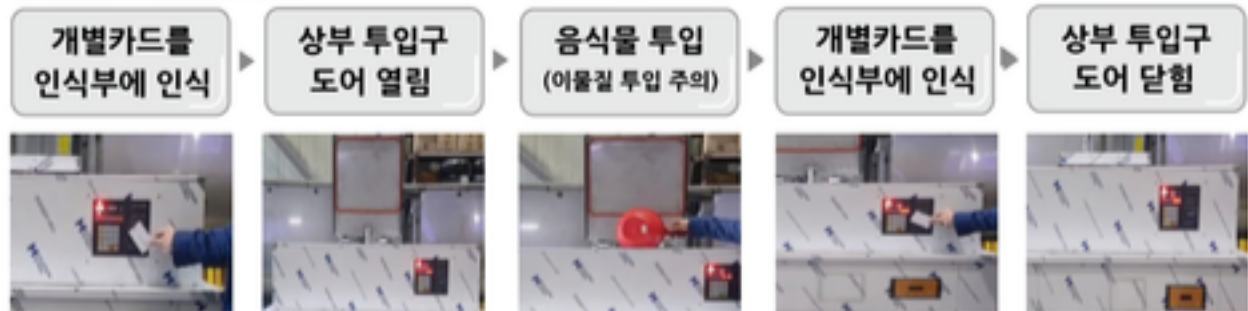 개별카드를
인식부에 인식
상부 투입구
도어 열림
음식물 투입
(이물질 투입 주의)
개별카드를
인식부에 인식
상부 투입구
도어 닫힘